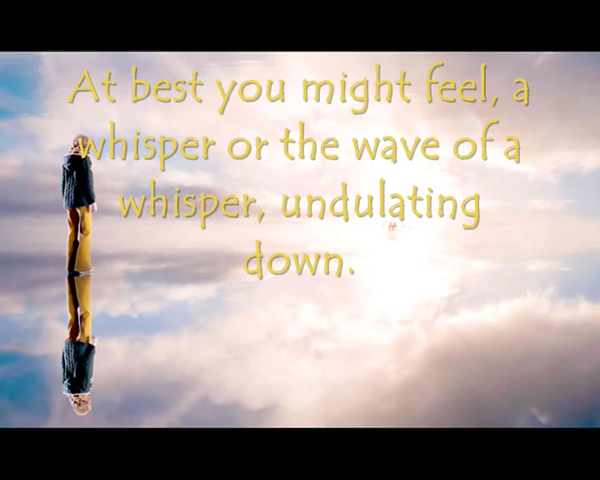 At best you might feel, a
whisper or the wave of a
whisper, undulating
down.